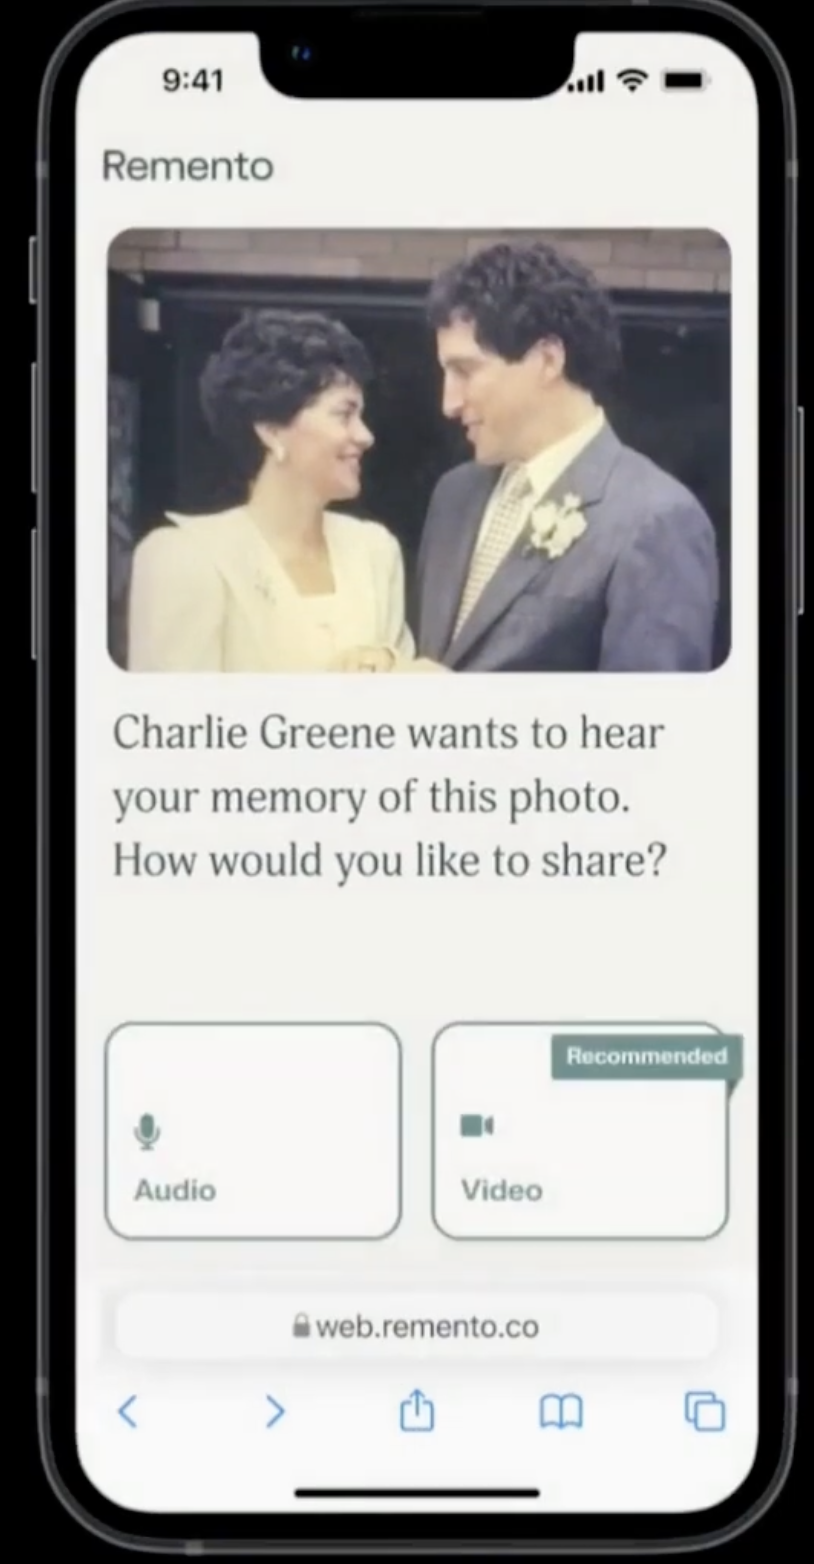 9:41
Remento
Charlie Greene wants to hear
your memory of this photo.
How would you like to share?
Recommended
Audio
Video
web.remento.co